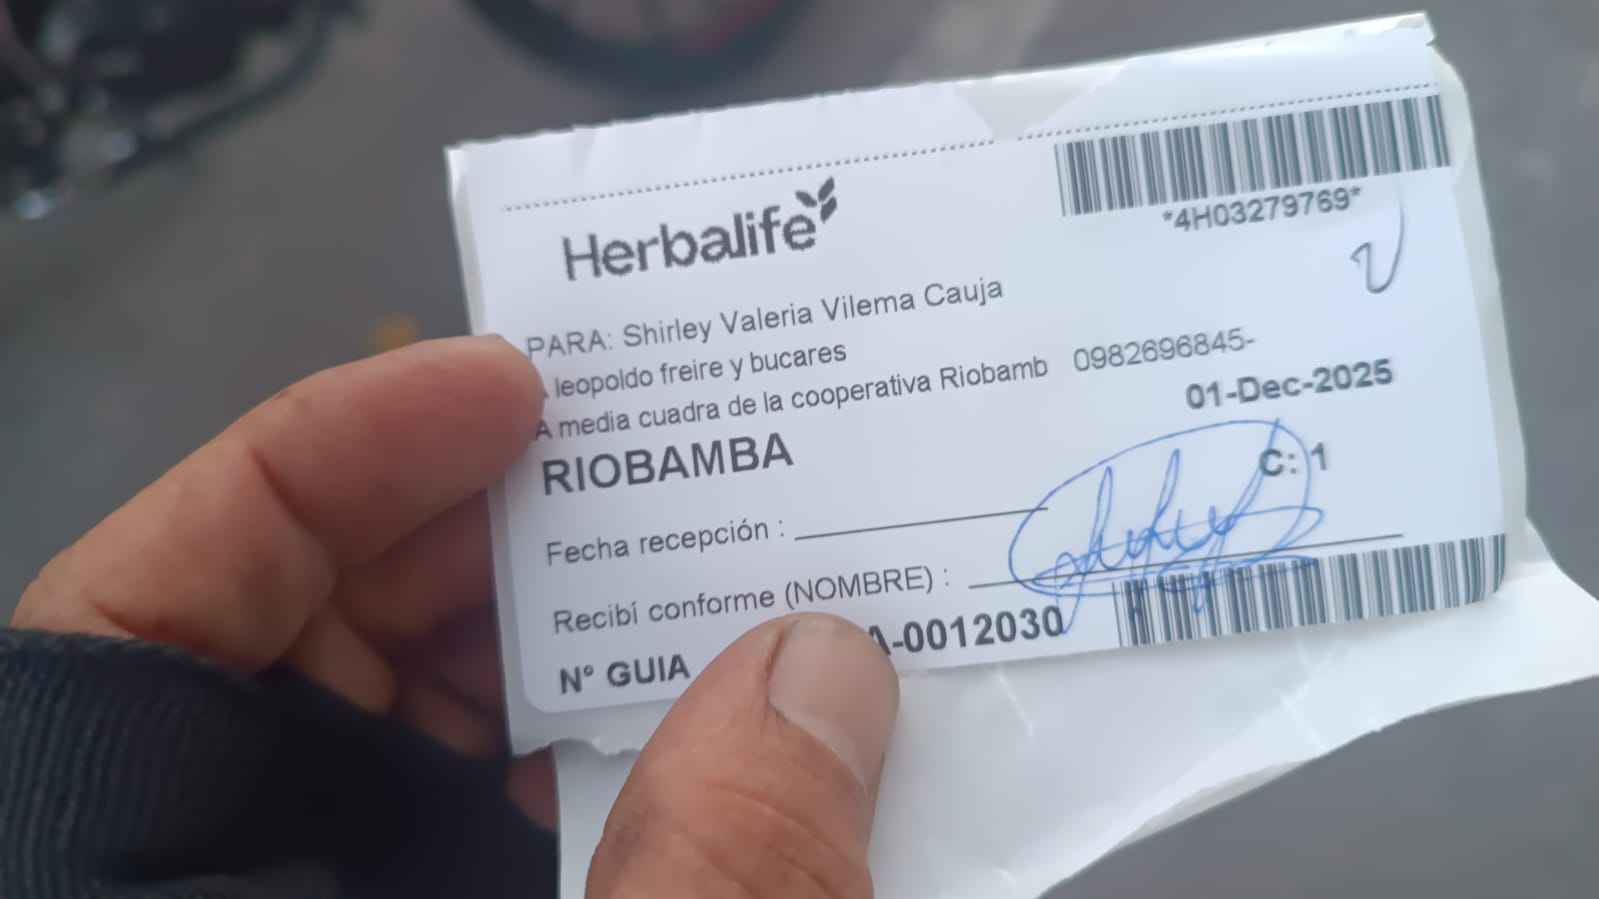 Herbalife
*4H03279769*
PARA: Shirley Valeria Vilema Cauja
leopoldo freire y bucares
A media cuadra de la cooperativa Riobamb 0982696845-
01-Dec-2025
RIOBAMBA
C: 1
Fecha recepción :
Recibí conforme (NOMBRE) :
N° GUIA A-0012030